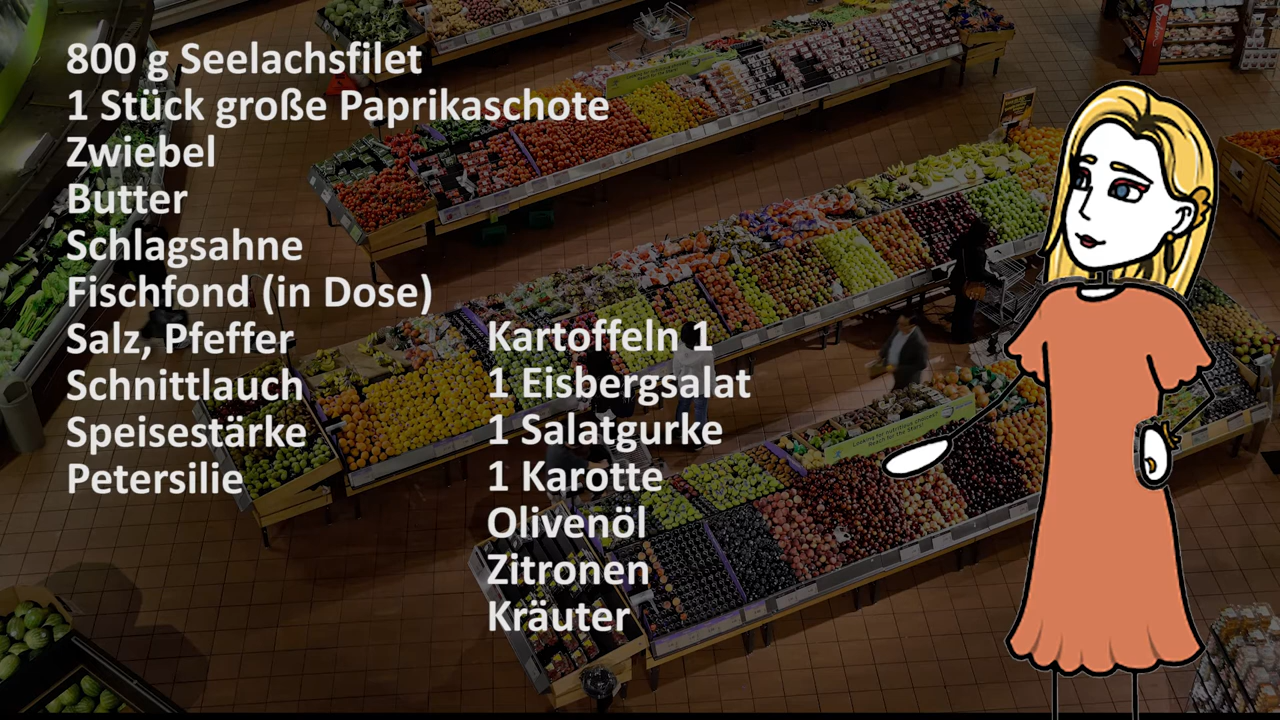 800 g Seelachsfilet
1 Stück große Paprikaschote
Zwiebel
Butter
Schlagsahne
Fischfond (in Dose)
Salz, Pfeffer
Schnittlauch
Speisestärke
Petersilie
Kartoffeln 1
1 Eisbergsalat
1 Salatgurke
1 Karotte
Olivenöl
Zitronen
Kräuter